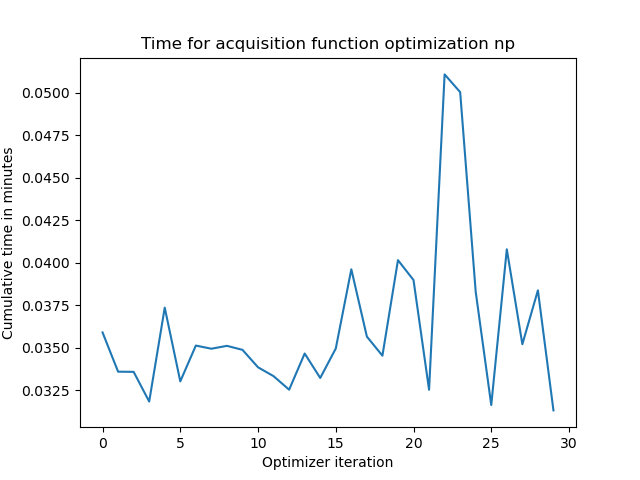 Time for acquisition function optimization np
Cumulative time in minutes
0.0500
0.0475
0.0450
0.0425
0.0400
0.0375
0.0350
0.0325
0 5 10 15 20 25 30
Optimizer iteration